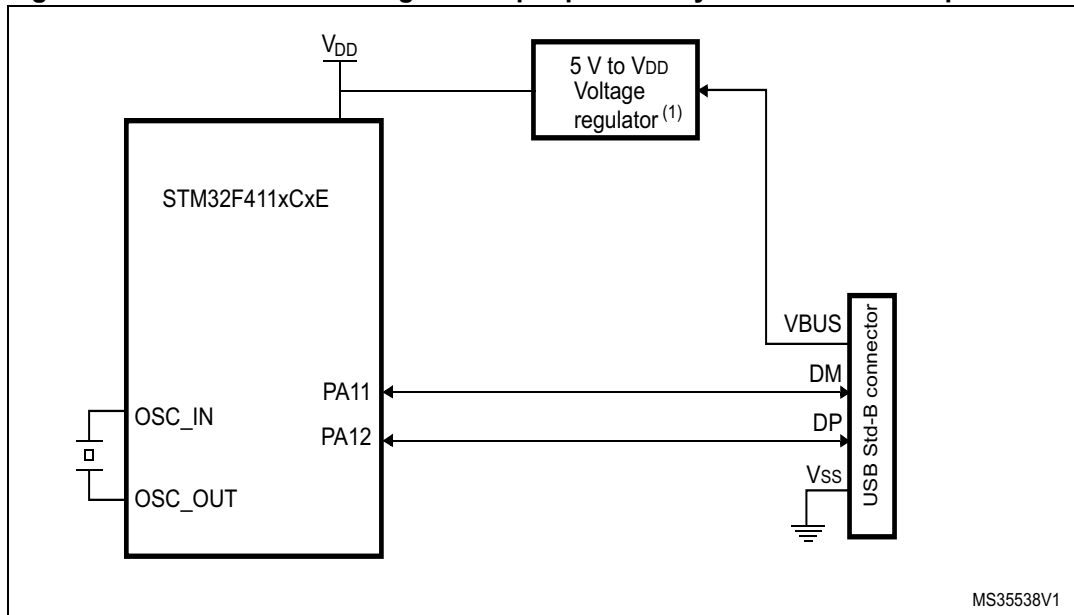 VDD
5 V to VDD
Voltage
regulator (1)
STM32F411xCxE
VBUS
DM
PA11
DP
PA12
OSC_IN
VSS
OSC_OUT
USB Std-B connector
MS35538V1